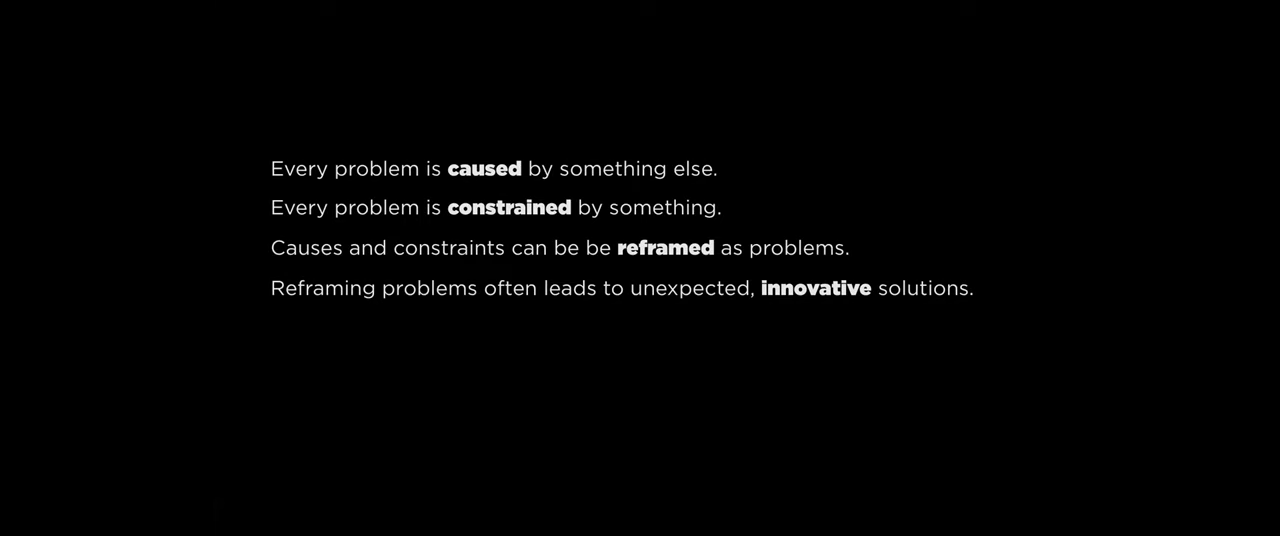 Every problem is caused by something else.
Every problem is constrained by something.
Causes and constraints can be be reframed as problems.
Reframing problems often leads to unexpected, innovative solutions.